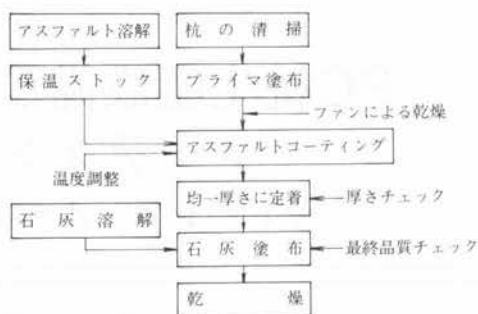 アスファルト溶解
杭の清掃
保温ストック
プライマ塗布
ファンによる乾燥
アスファルトコーティング
温度調整
均一厚さに定着
厚さチェック
石灰溶解
石灰塗布
最終品質チェック
乾燥